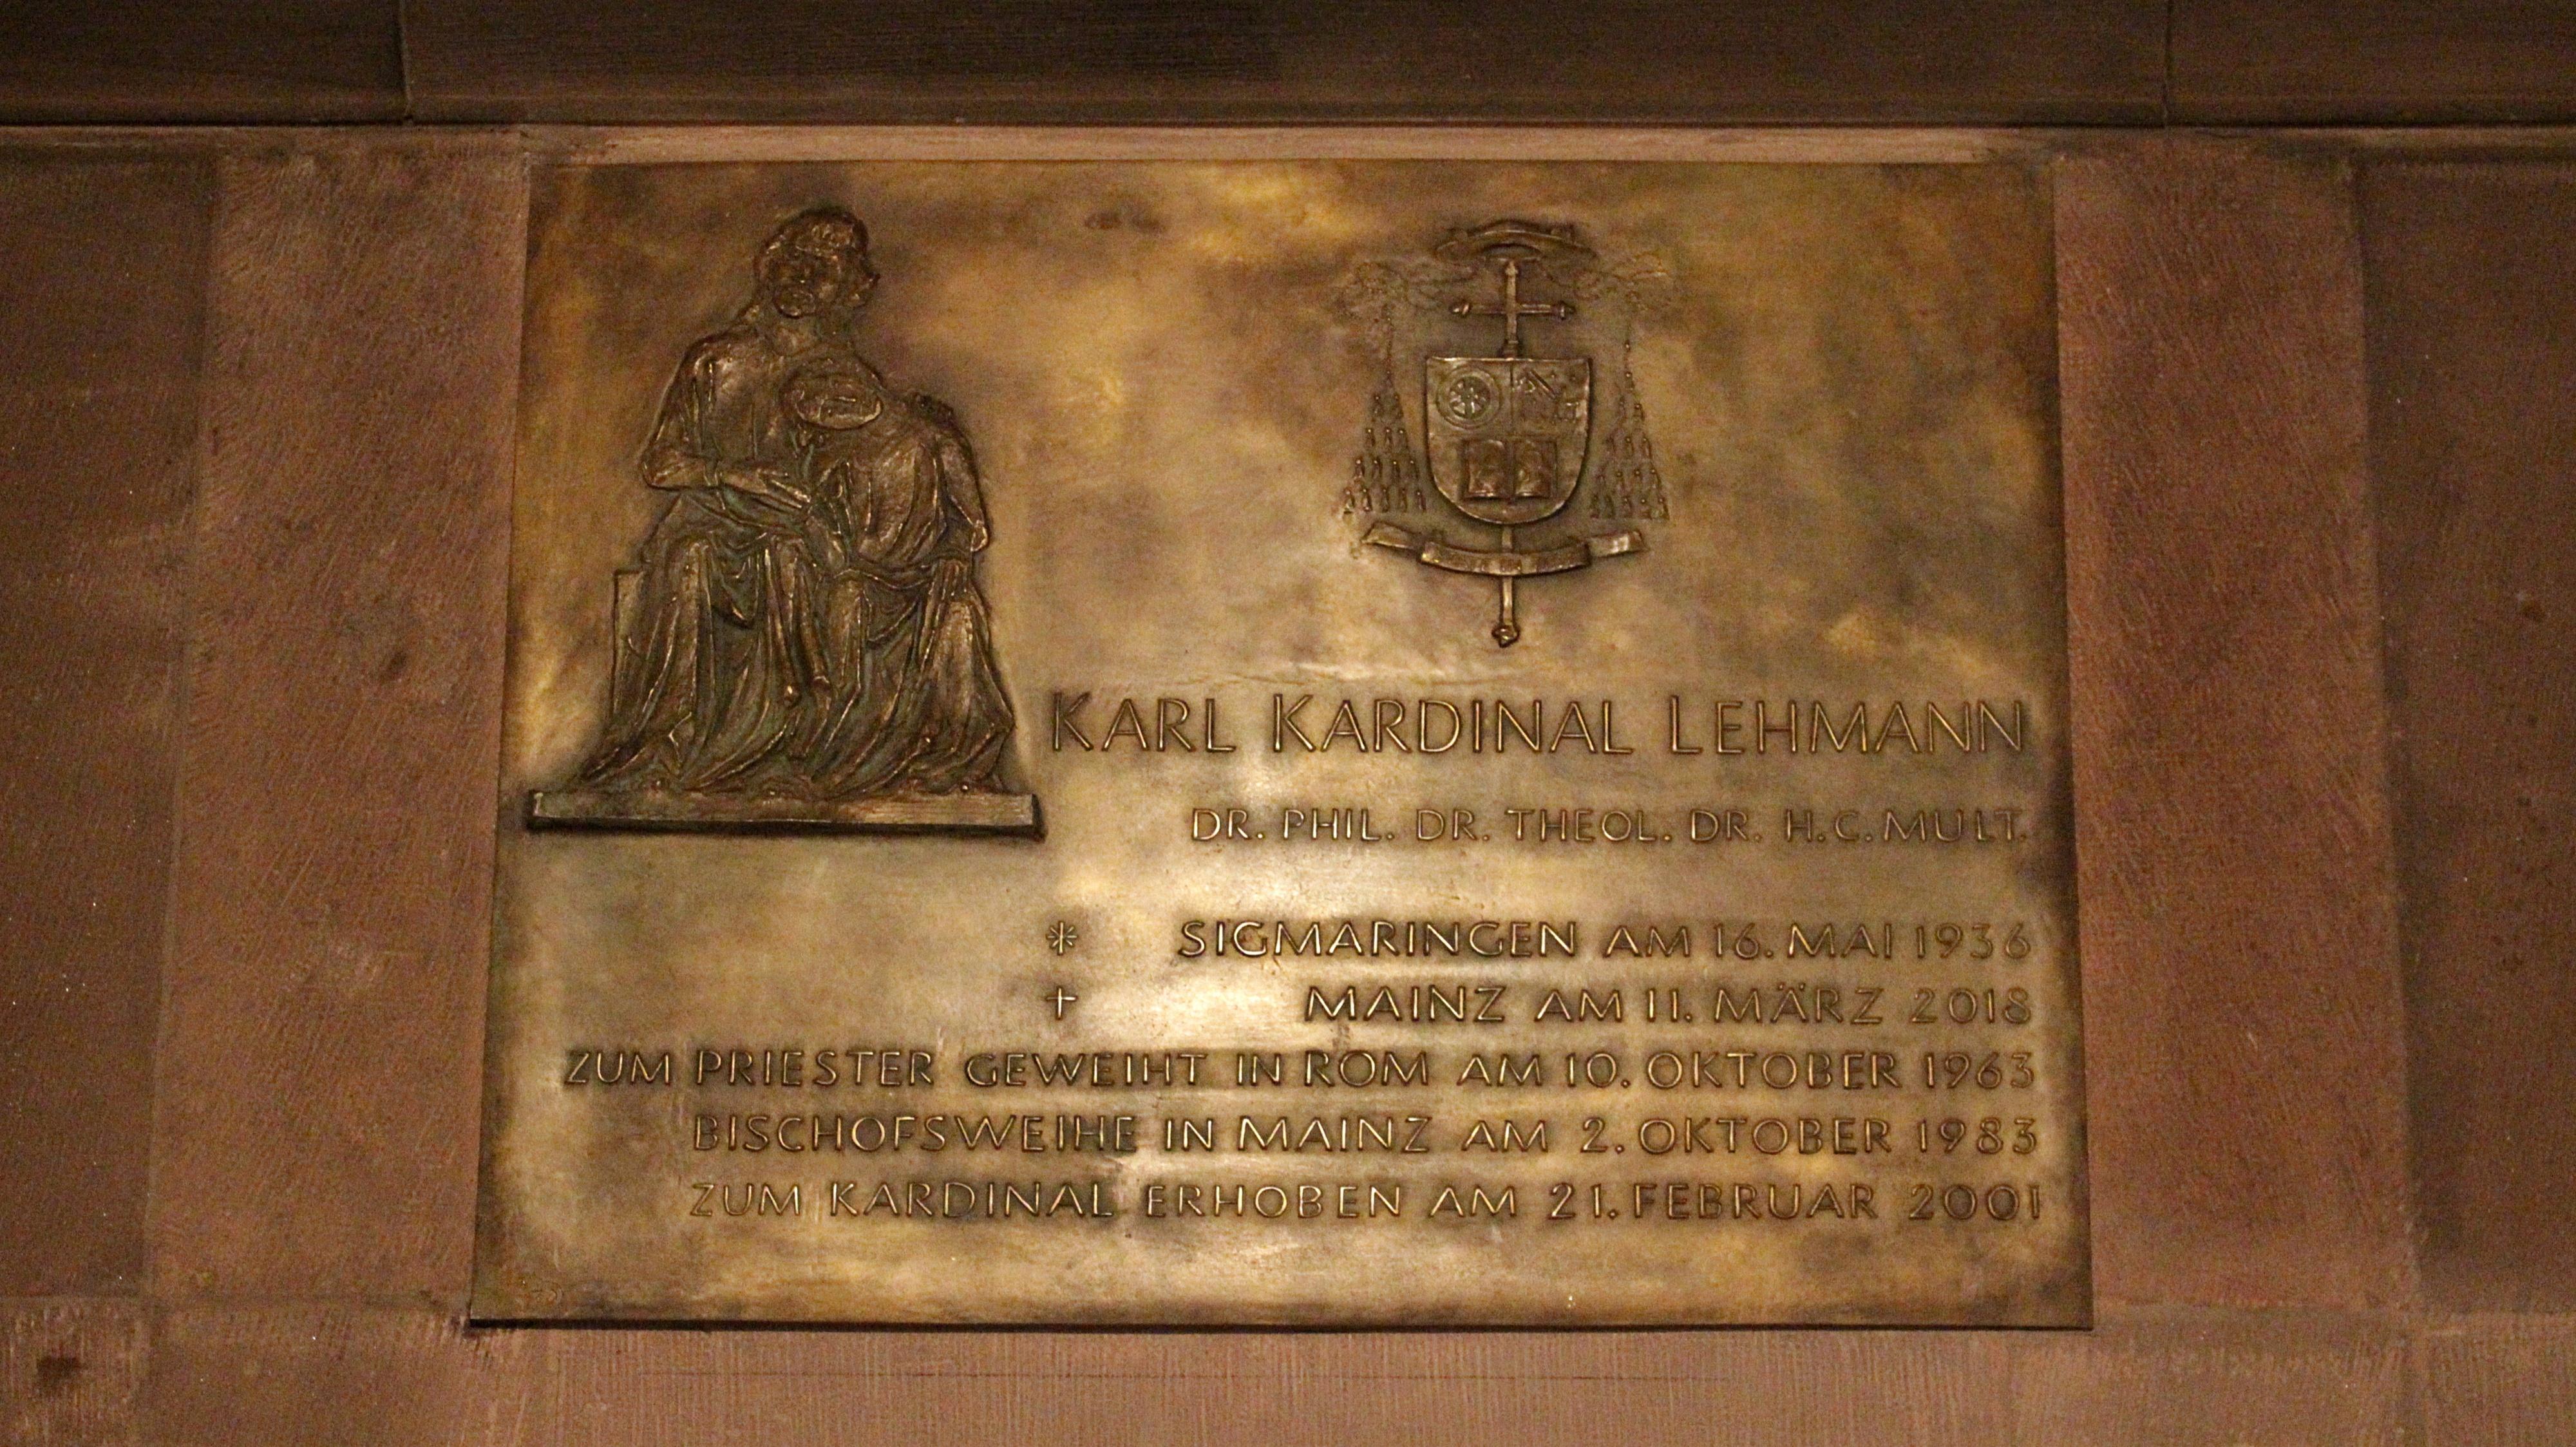 KARL KARDINAL LEHMANN
DR. PHIL. DR. THEOL. DR. H.C. MULT.
* SIGMARINGEN AM 16. MAI 1936
† MAINZ AM 11. MÄRZ 2018
ZUM PRIESTER GEWEIHT IN ROM AM 10. OKTOBER 1963
BISCHOFSWEIHE IN MAINZ AM 2. OKTOBER 1983
ZUM KARDINAL ERHOBEN AM 21. FEBRUAR 2001